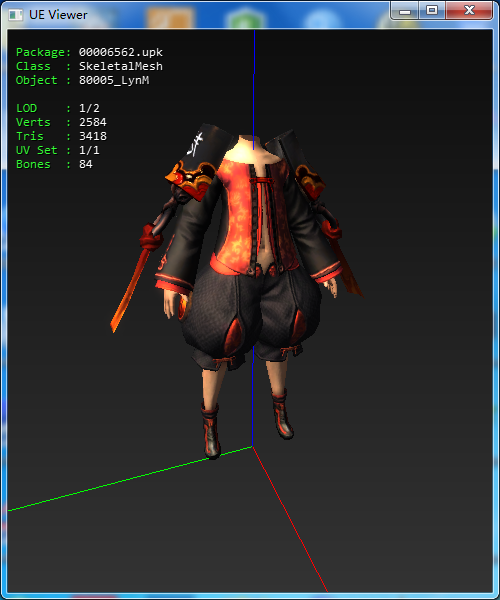 UE Viewer
Package: 00006562.upk
Class : SkeletalMesh
Object : 80005_LynM
LOD : 1/2
Verts : 2584
Tris : 3418
UV Set : 1/1
Bones : 84